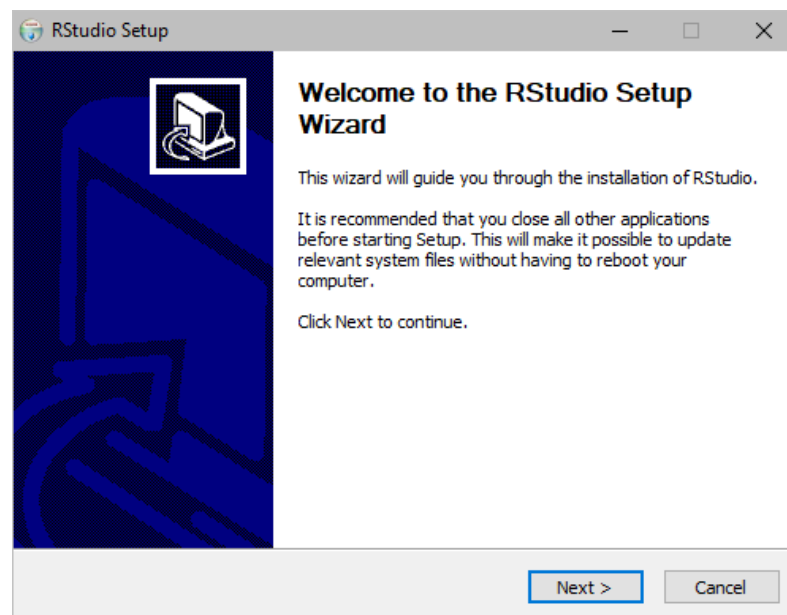 RStudio Setup
Welcome to the RStudio Setup
Wizard
This wizard will guide you through the installation of RStudio.
It is recommended that you close all other applications
before starting Setup. This will make it possible to update
relevant system files without having to reboot your
computer.
Click Next to continue.
Next >
Cancel